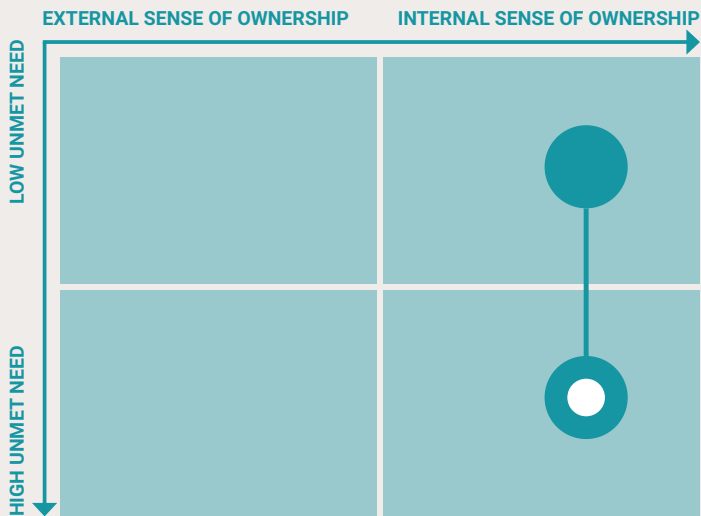 EXTERNAL SENSE OF OWNERSHIP
INTERNAL SENSE OF OWNERSHIP
LOW UNMET NEED
HIGH UNMET NEED